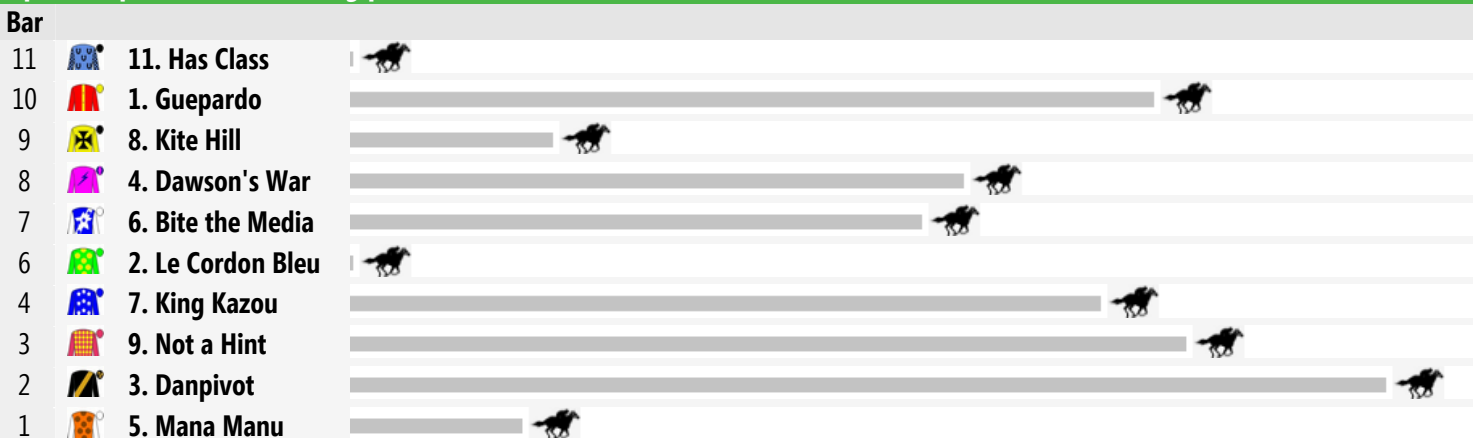 Bar
11 11. Has Class
10 1. Guepardo
9 8. Kite Hill
8 4. Dawson's War
7 6. Bite the Media
6 2. Le Cordon Bleu
4 7. King Kazou
3 9. Not a Hint
2 3. Danpivot
1 5. Mana Manu